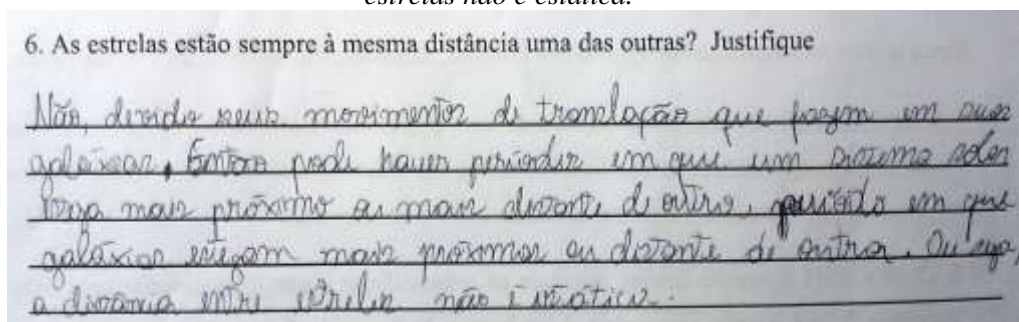 estrelas não é estática.
6. As estrelas estão sempre à mesma distância uma das outras? Justifique
Não, devido seus movimentos de translação que fazem em suas
galáxias, Então pode haver períodos em que um sistema solar
seja mais próximo ou mais distante de outro, período em que
galáxias estejam mais próximas ou distante de outras. Ou seja,
a distância entre estrelas não é estática.